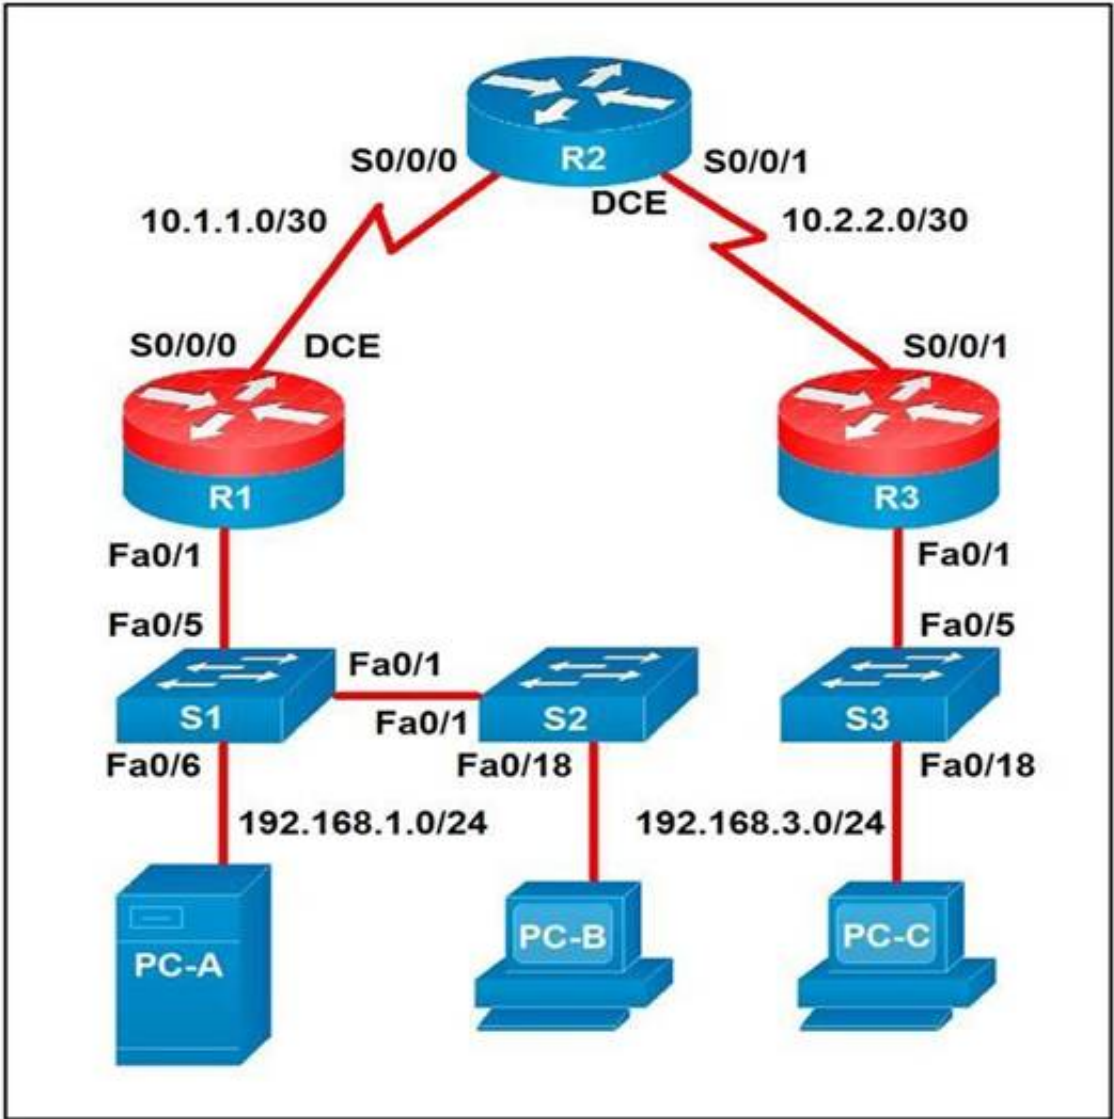 R2
S0/0/0
S0/0/1
DCE
10.1.1.0/30
10.2.2.0/30
S0/0/0
DCE
S0/0/1
R1
R3
Fa0/1
Fa0/1
Fa0/5
Fa0/5
Fa0/1
S1
Fa0/1
S2
S3
Fa0/6
Fa0/18
Fa0/18
192.168.1.0/24
192.168.3.0/24
PC-A
PC-B
PC-C